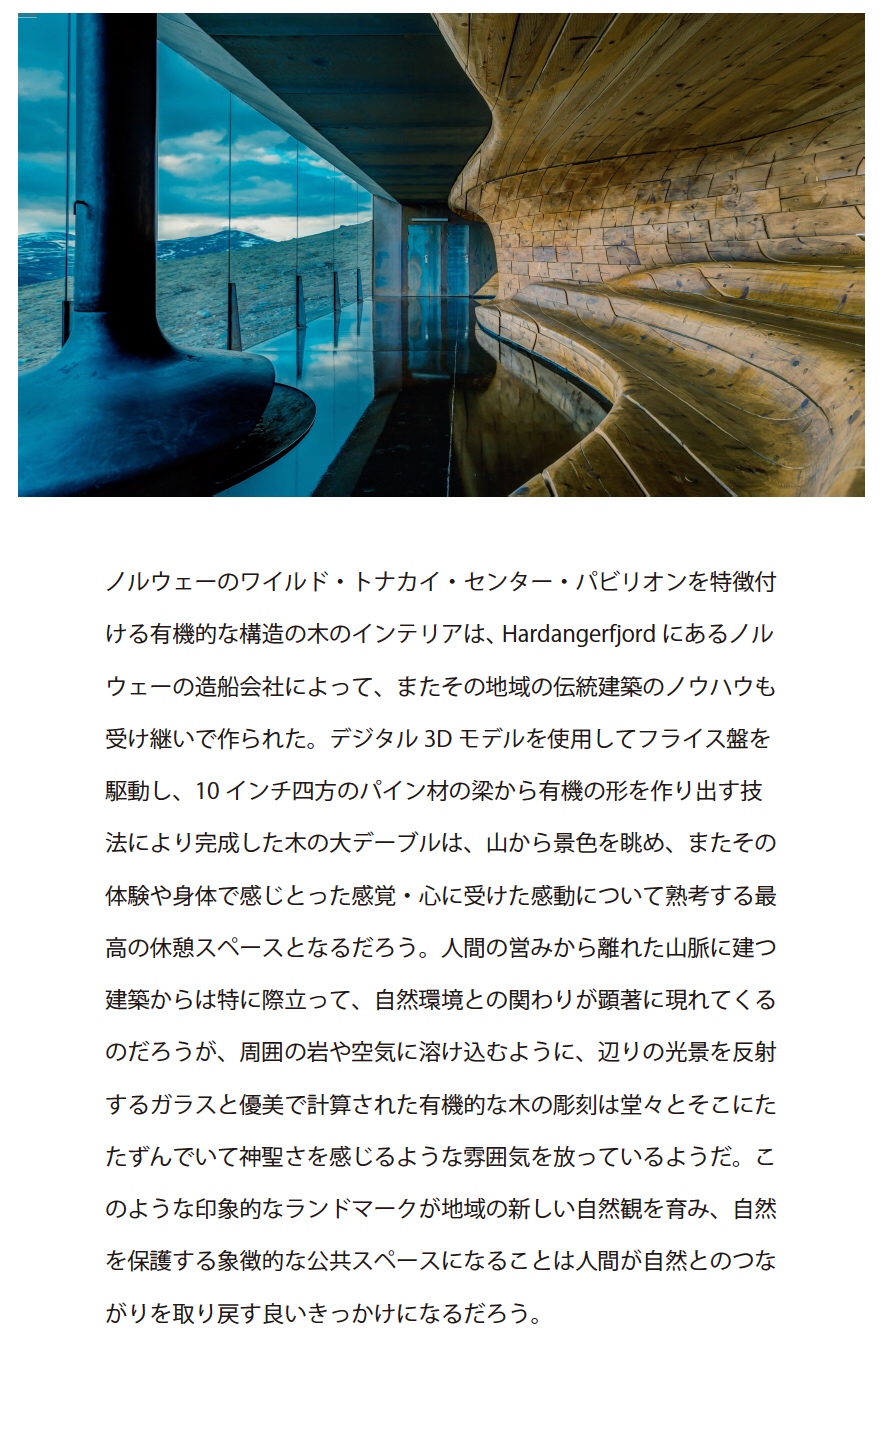 ノルウェーのワイルド・トナカイ・センター・パビリオンを特徴付
ける有機的な構造の木のインテリアは、Hardangerfjord にあるノル
ウェーの造船会社によって、またその地域の伝統建築のノウハウも
受け継いで作られた。デジタル 3D モデルを使用してフライス盤を
駆動し、10 インチ四方のパイン材の梁から有機の形を作り出す技
法により完成した木の大デーブルは、山から景色を眺め、またその
体験や身体で感じとった感覚・心に受けた感動について熟考する最
高の休憩スペースとなるだろう。人間の営みから離れた山脈に建つ
建築からは特に際立って、自然環境との関わりが顕著に現れてくる
のだろうが、周囲の岩や空気に溶け込むように、辺りの光景を反射
するガラスと優美で計算された有機的な木の彫刻は堂々とそこにた
たずんでいて神聖さを感じるような雰囲気を放っているようだ。こ
のような印象的なランドマークが地域の新しい自然観を育み、自然
を保護する象徴的な公共スペースになることは人間が自然とのつな
がりを取り戻す良いきっかけになるだろう。